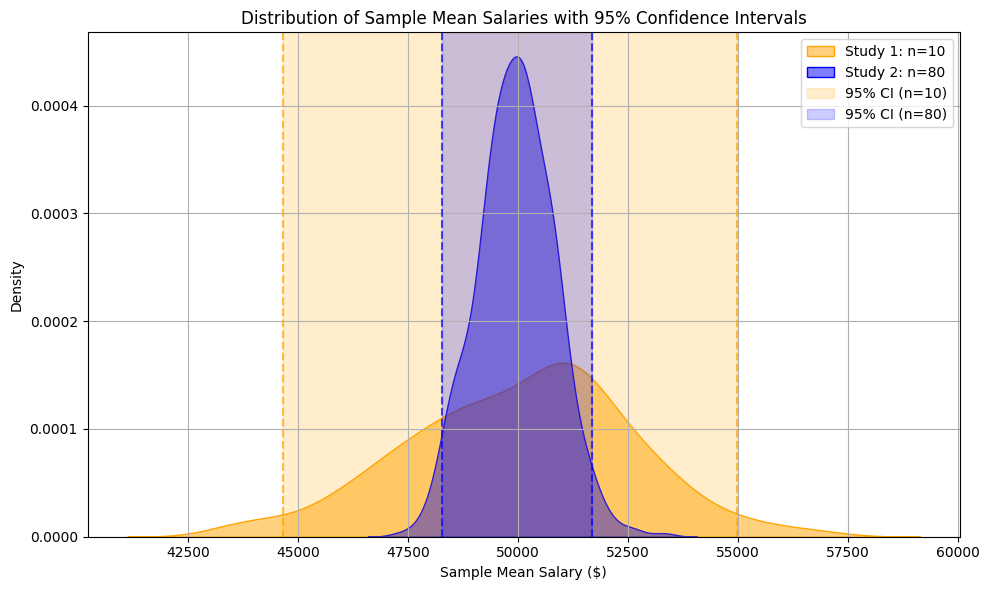 Distribution of Sample Mean Salaries with 95% Confidence Intervals
Study 1: n=10
Study 2: n=80
95% CI (n=10)
95% CI (n=80)
Density
0.0004
0.0003
0.0002
0.0001
0.0000
42500 45000 47500 50000 52500 55000 57500 60000
Sample Mean Salary ($)